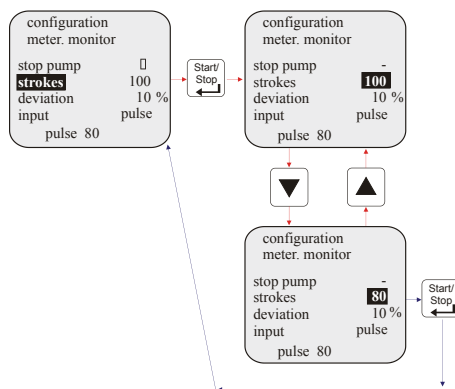 configuration
meter. monitor
stop pump ▯
strokes 100
deviation 10 %
input pulse
pulse 80
Start/
Stop
configuration
meter. monitor
stop pump -
strokes 100
deviation 10 %
input pulse
pulse 80
configuration
meter. monitor
stop pump -
strokes 80
deviation 10 %
input pulse
pulse 80
Start/
Stop